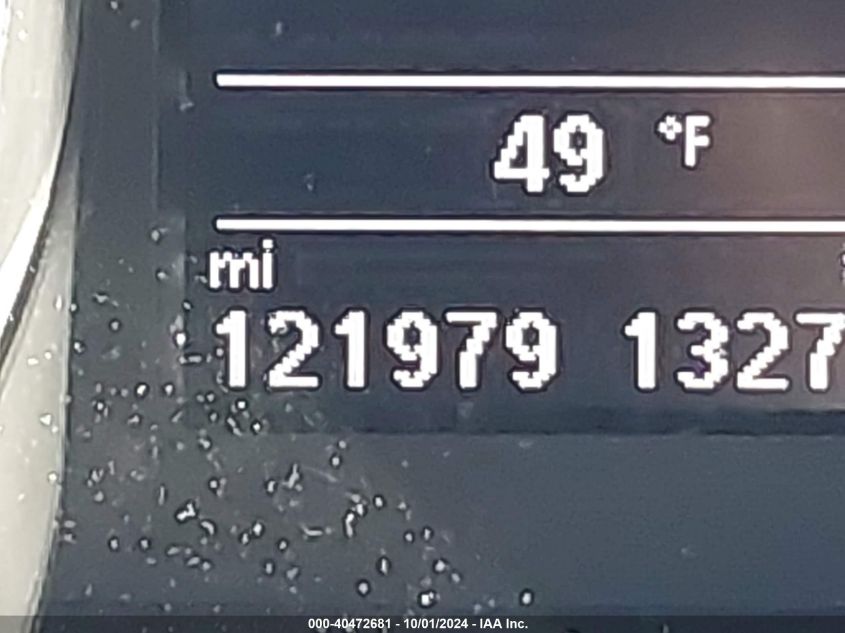 49 °F
mi
121979 1327
000-40472681 - 10/01/2024 - IAA Inc.